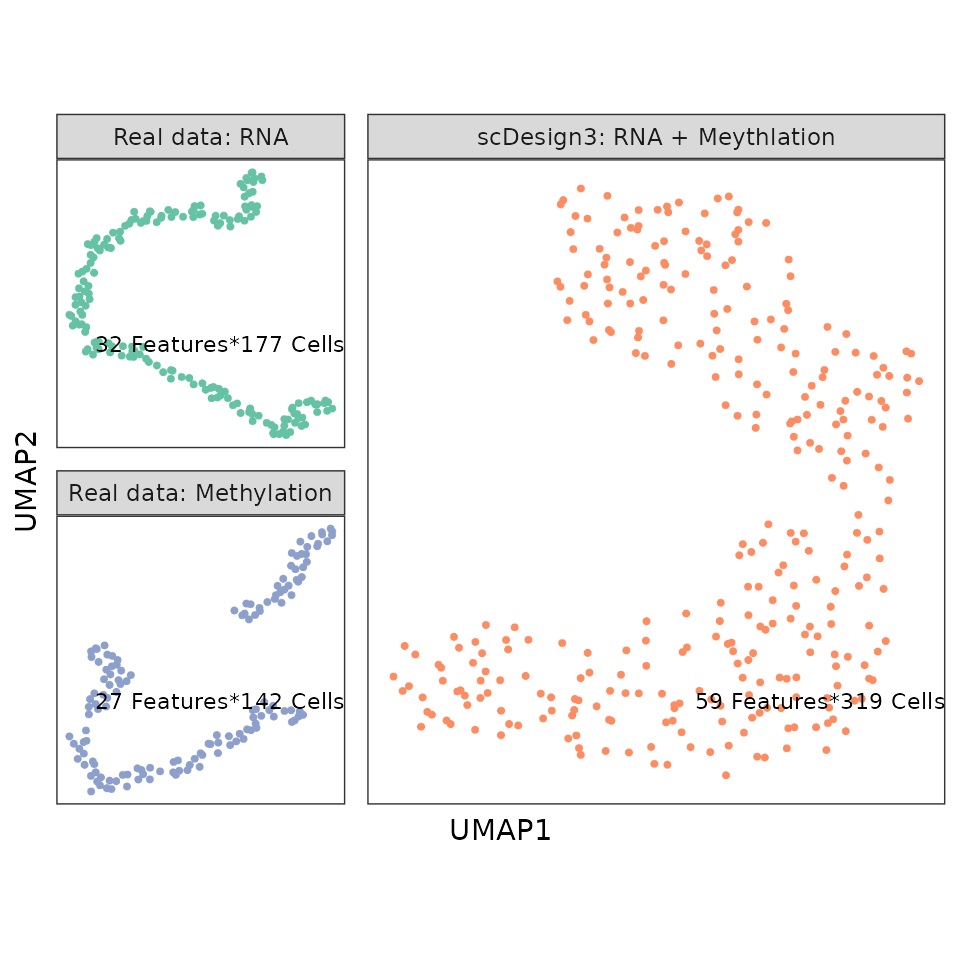 Real data: RNA
32 Features*177 Cells
Real data: Methylation
27 Features*142 Cells
scDesign3: RNA + Meythlation
59 Features*319 Cells
UMAP2
UMAP1